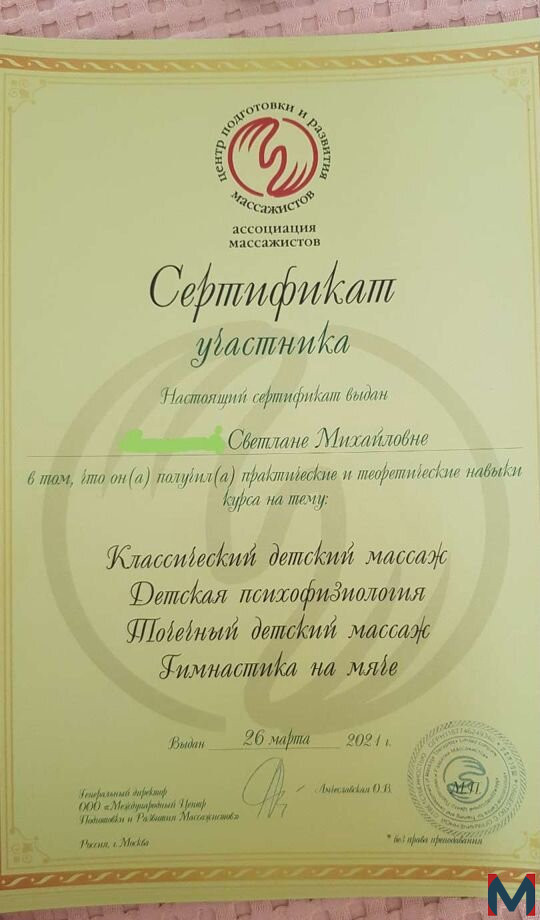 центр подготовки и развития
массажистов
ассоциация
массажистов
Сертификат
участника
Настоящий сертификат выдан
Светлане Михайловне
в том, что он(а) получил(а) практические и теоретические навыки
курса на тему:
Классический детский массаж
Детская психофизиология
Точечный детский массаж
Гимнастика на мяче
Выдан 26 марта 2021 г.
Генеральный директор
ООО «Международный Центр
Подготовки и Развития Массажистов»
О.В.
М.П.
Россия, г. Москва
* без права преподавания
M